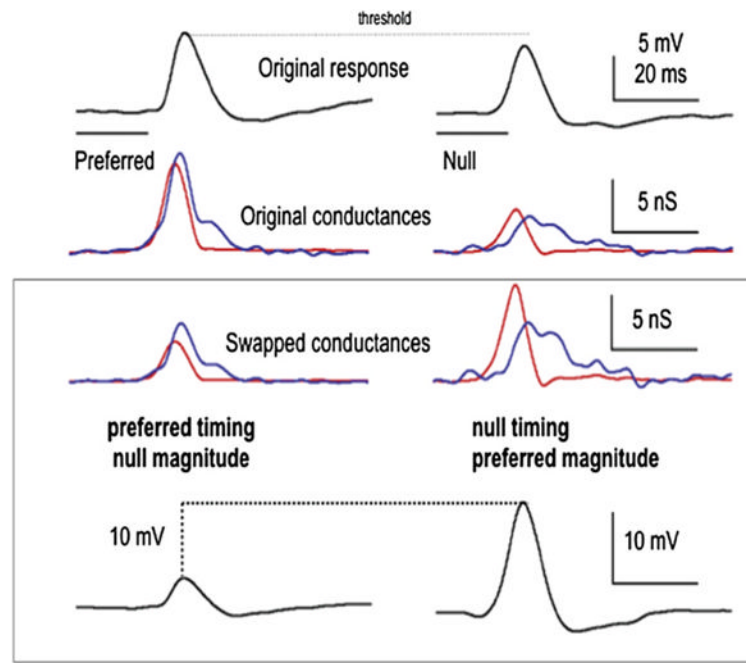 threshold
Original response
5 mV
20 ms
Preferred
Null
Original conductances
5 nS
Swapped conductances
5 nS
preferred timing
null magnitude
null timing
preferred magnitude
10 mV
10 mV